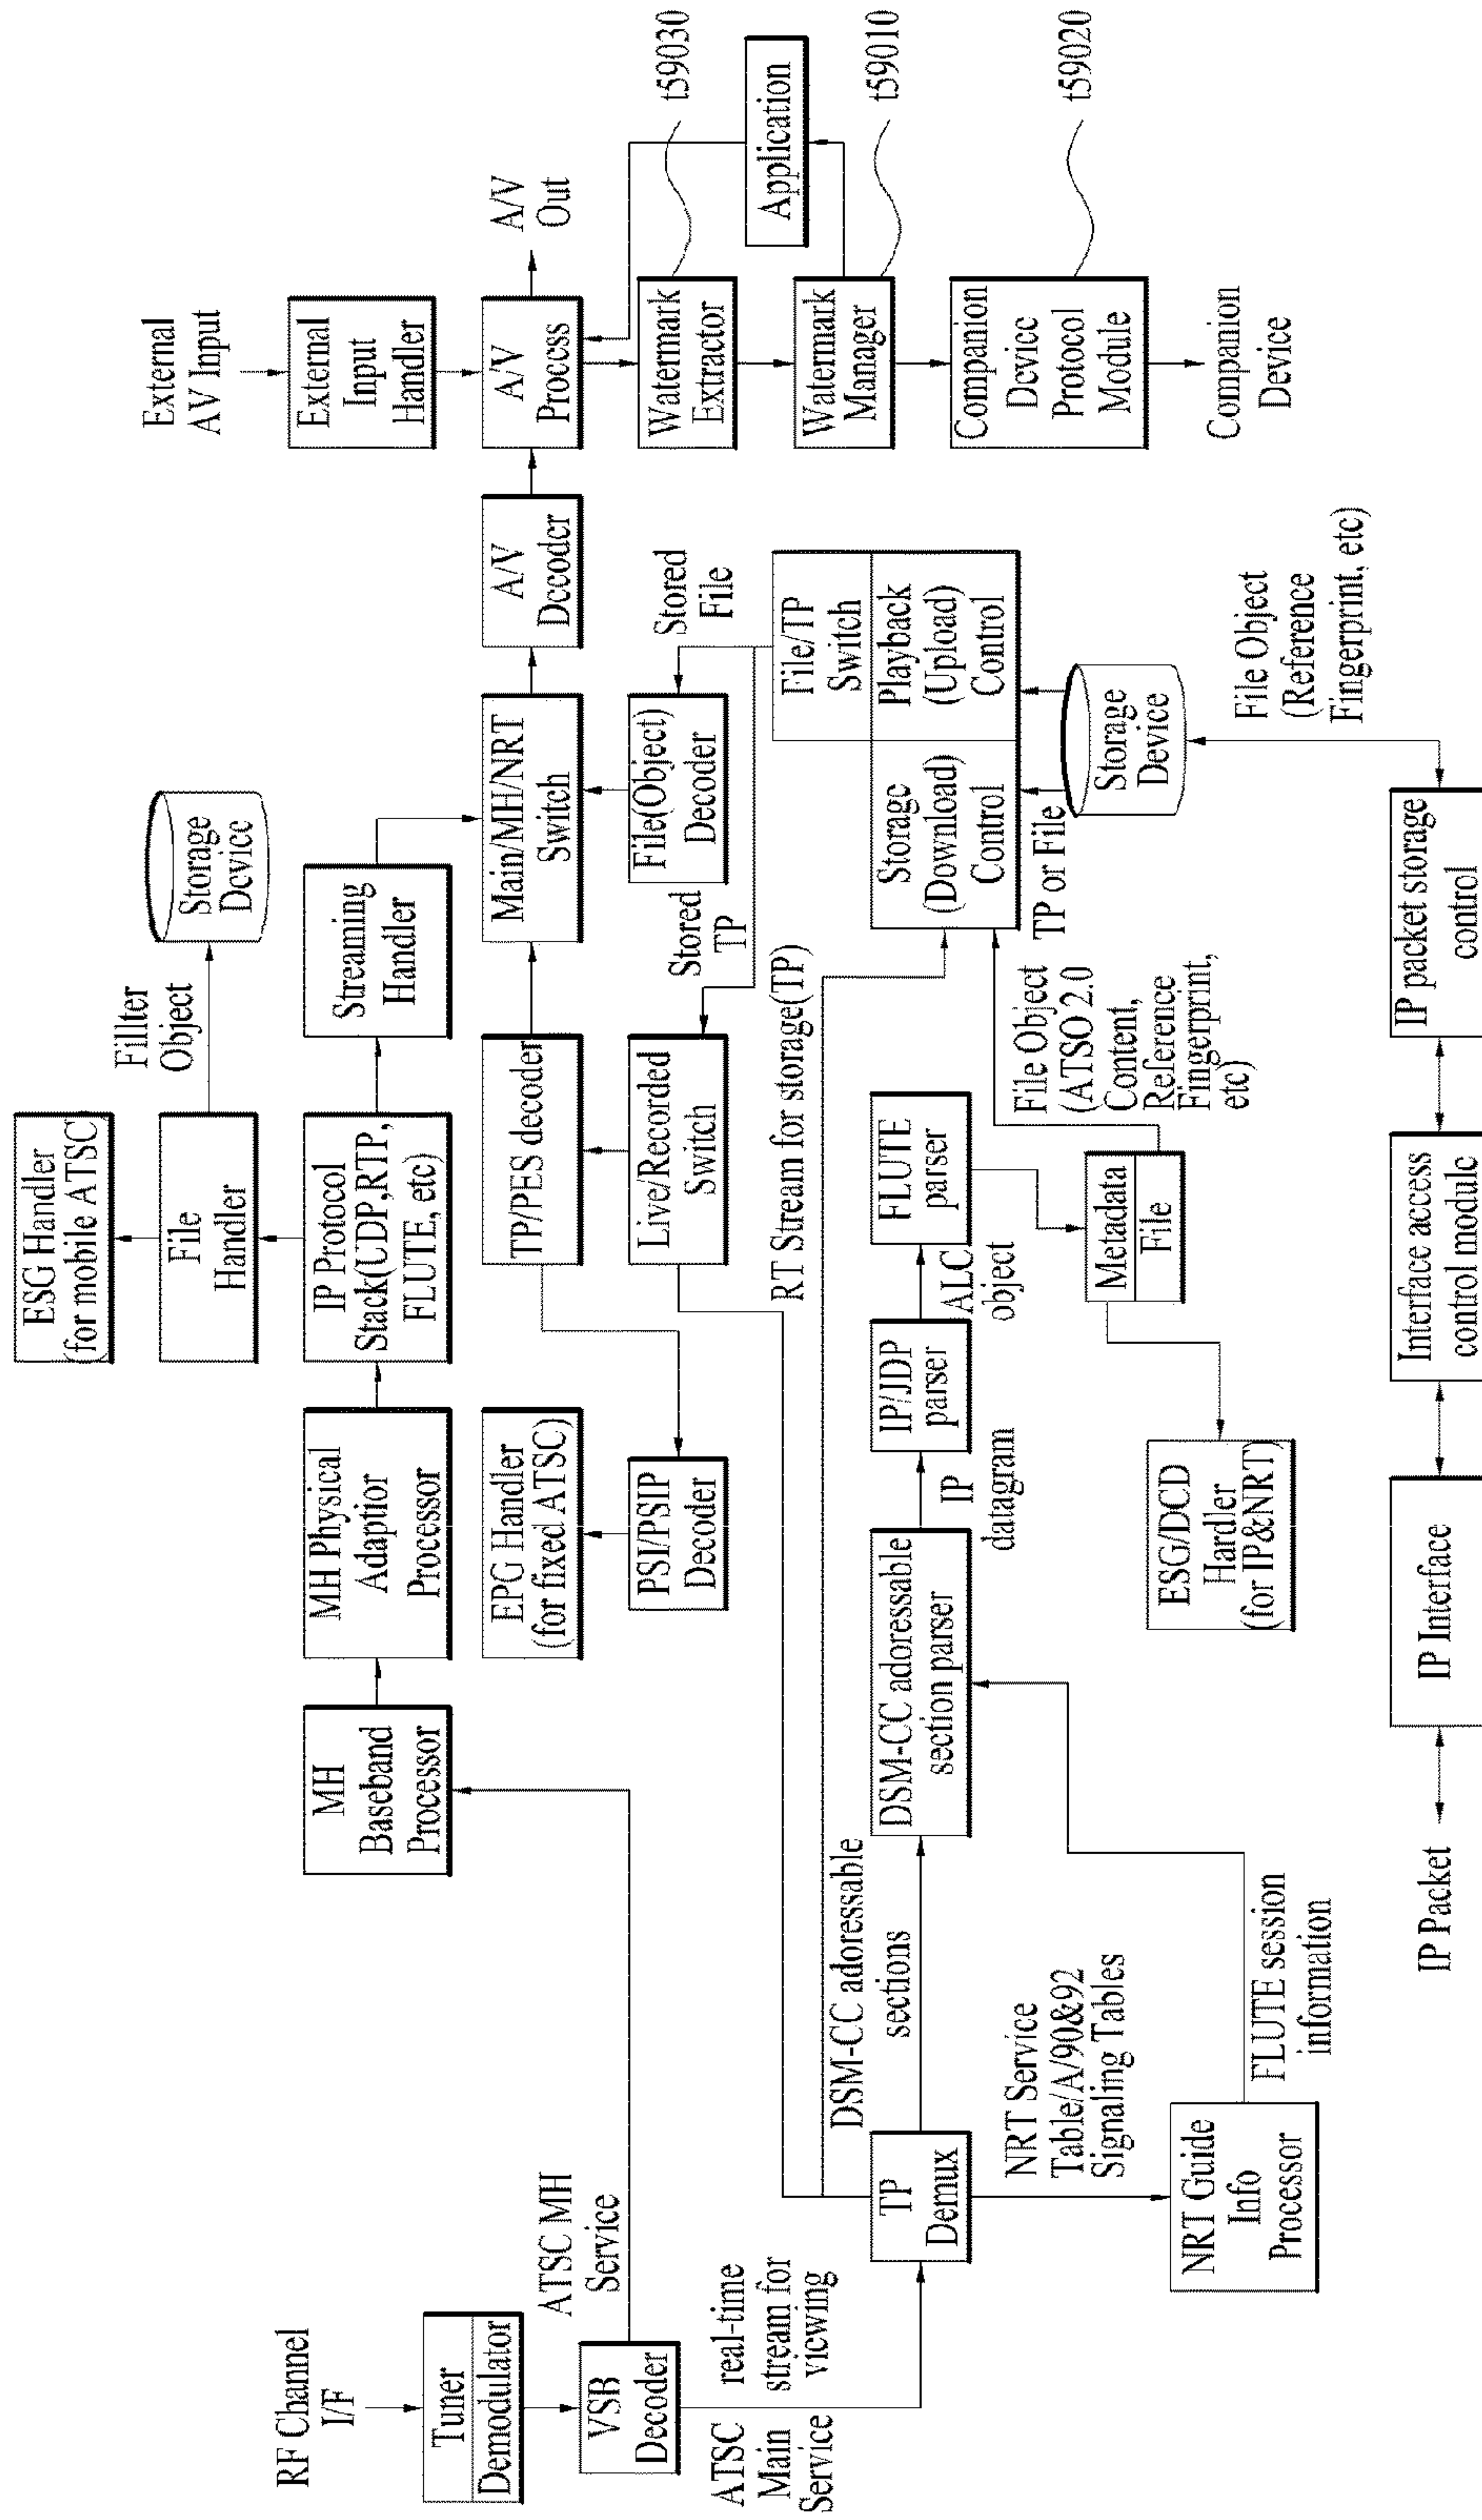 RF Channel
I/F
Tuner
Demodulator
VSB
Decoder
ATSC MH
Service
ATSC
Main
Service
real-time
stream for
viewing
MH
Baseband
Processor
MH Physical
Adaptior
Processor
IP Protocol
Stack(UDP,RTP,
FLUTE, etc)
File
Handler
ESG Handler
(for mobile ATSC)
Fillter
Object
Storage
Device
Streaming
Handler
EPG Handler
(for fixed ATSC)
PSI/PSIP
Decoder
TP/PES decoder
Live/Recorded
Switch
Main/MH/NRT
Switch
File(Object)
Decoder
Stored
TP
Stored
File
A/V
Decoder
External
AV Input
External
Input
Handler
A/V
Process
A/V
Out
Watermark
Extractor
t59030
Application
Watermark
Manager
t59010
Companion
Device
Protocol
Module
t59020
Companion
Device
TP
Demux
DSM-CC adoressable
sections
RT Stream for storage(TP)
NRT Service
Table/A/90&92
Signaling Tables
NRT Guide
Info
Processor
FLUTE session
information
DSM-CC adoressable
section parser
IP
datagram
IP/JDP
parser
ALC
object
FLUTE
parser
Metadata
File
ESG/DCD
Hardler
(for IP&NRT)
File Object
(ATSO 2.0
Content,
Reference
Fingerprint,
etc)
File/TP
Switch
Storage
(Download)
Control
Playback
(Upload)
Control
TP or File
Storage
Device
File Object
(Reference
Fingerprint, etc)
IP Packet
IP Interface
Interface access
control module
IP packet storage
control